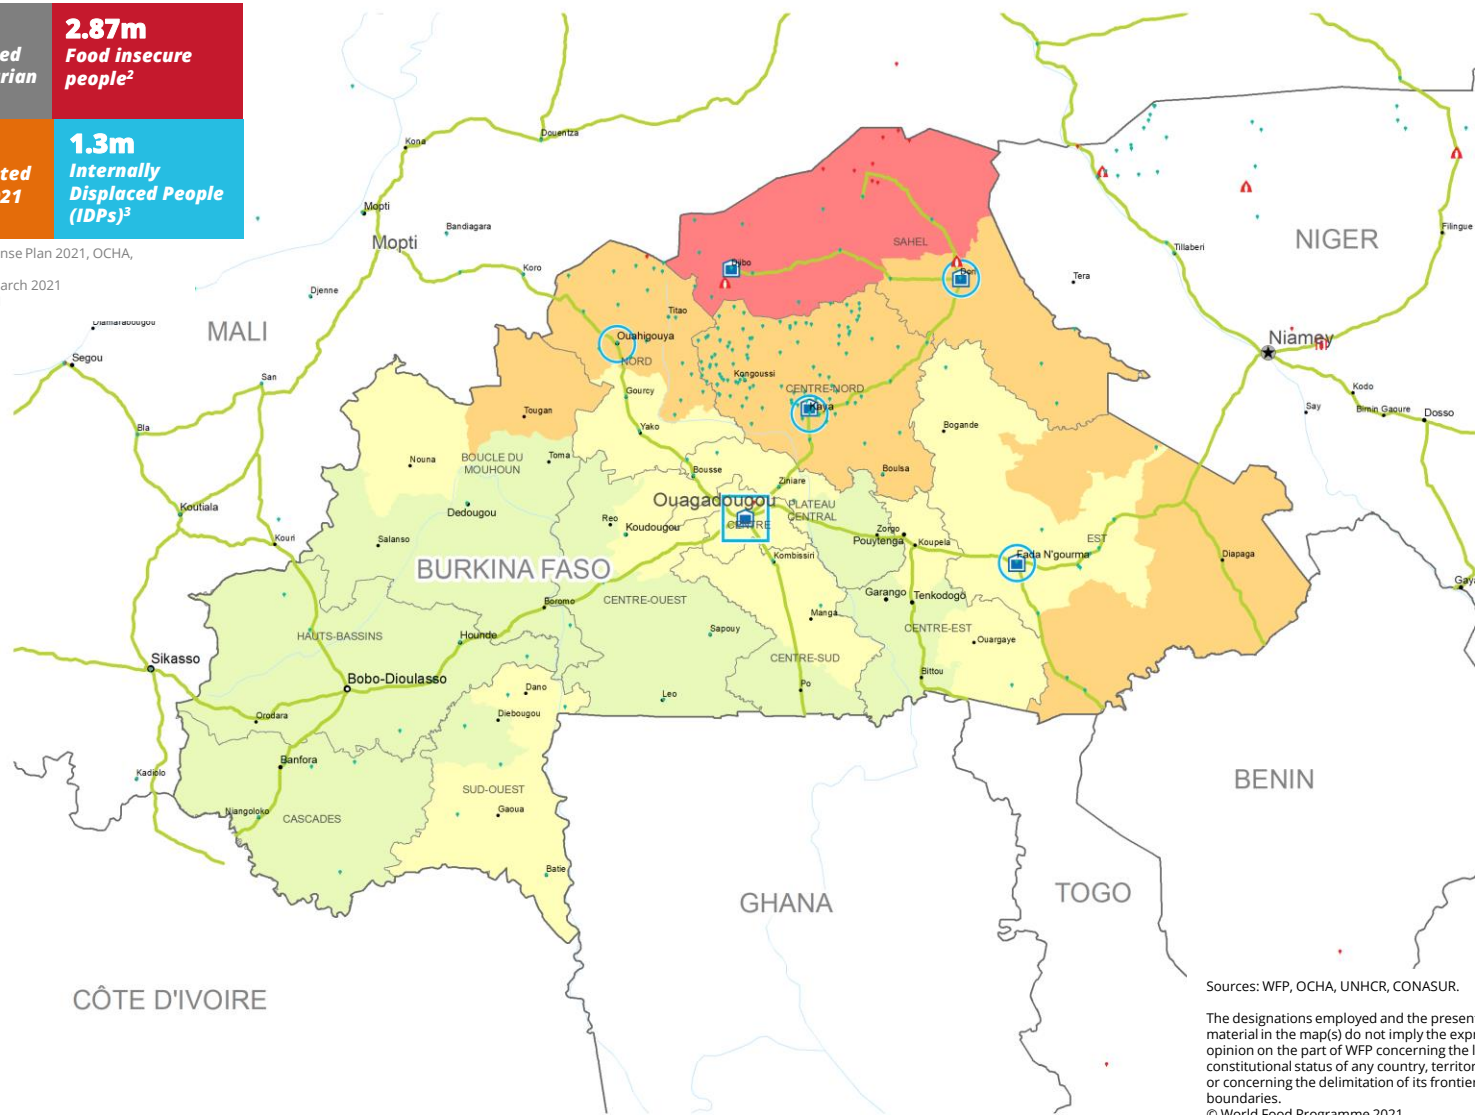 ed
rian
2.87m
Food insecure
people²
ted
21
1.3m
Internally
Displaced People
(IDPs)³
nse Plan 2021, OCHA,
arch 2021
Douentza
Kona
Mopti
Mopti
Bandiagara
Koro
Djenne
Diamarabougou
MALI
Segou
San
Bla
Koutiala
Kouri
Sikasso
Kadiolo
NIGER
Filingue
Tillaberi
Tera
Niamey
Say
Kodo
Birnin Gaoure
Dosso
Gaya
SAHEL
Djibo
Dori
Titao
Ouahigouya
NORD
Gourcy
Yako
Kongoussi
CENTRE-NORD
Kaya
Boulsa
Bogande
Tougan
Nouna
BOUCLE DU
MOUHOUN
Toma
Dedougou
Salanso
Bousse
Ziniare
Ouagadougou
CENTRE
PLATEAU
CENTRAL
Reo
Koudougou
Kombissiri
Zorgo
Pouytenga
Koupela
EST
Fada N'gourma
Diapaga
BURKINA FASO
Boromo
CENTRE-OUEST
Garango
Tenkodogo
Manga
Sapouy
CENTRE-EST
Ouargaye
HAUTS-BASSINS
Hounde
CENTRE-SUD
Bittou
Po
Leo
Bobo-Dioulasso
Dano
Diebougou
Orodara
Banfora
SUD-OUEST
Gaoua
Niangoloko
CASCADES
Batie
BENIN
GHANA
TOGO
CÔTE D'IVOIRE
Sources: WFP, OCHA, UNHCR, CONASUR.
The designations employed and the present
material in the map(s) do not imply the expr
opinion on the part of WFP concerning the l
constitutional status of any country, territor
or concerning the delimitation of its frontier
boundaries.
© World Food Programme 2021